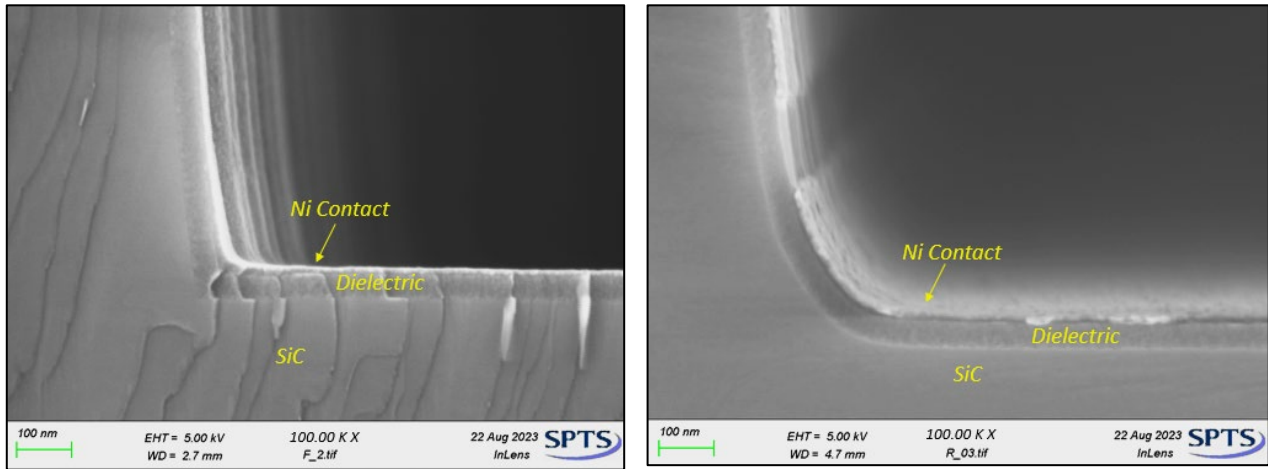 Ni Contact
Dielectric
SiC
100 nm
EHT = 5.00 kV
WD = 2.7 mm
100.00 K X
F_2.tif
22 Aug 2023
InLens
SPTS
Ni Contact
Dielectric
SiC
100 nm
EHT = 5.00 kV
WD = 4.7 mm
100.00 K X
R_03.tif
22 Aug 2023
InLens
SPTS